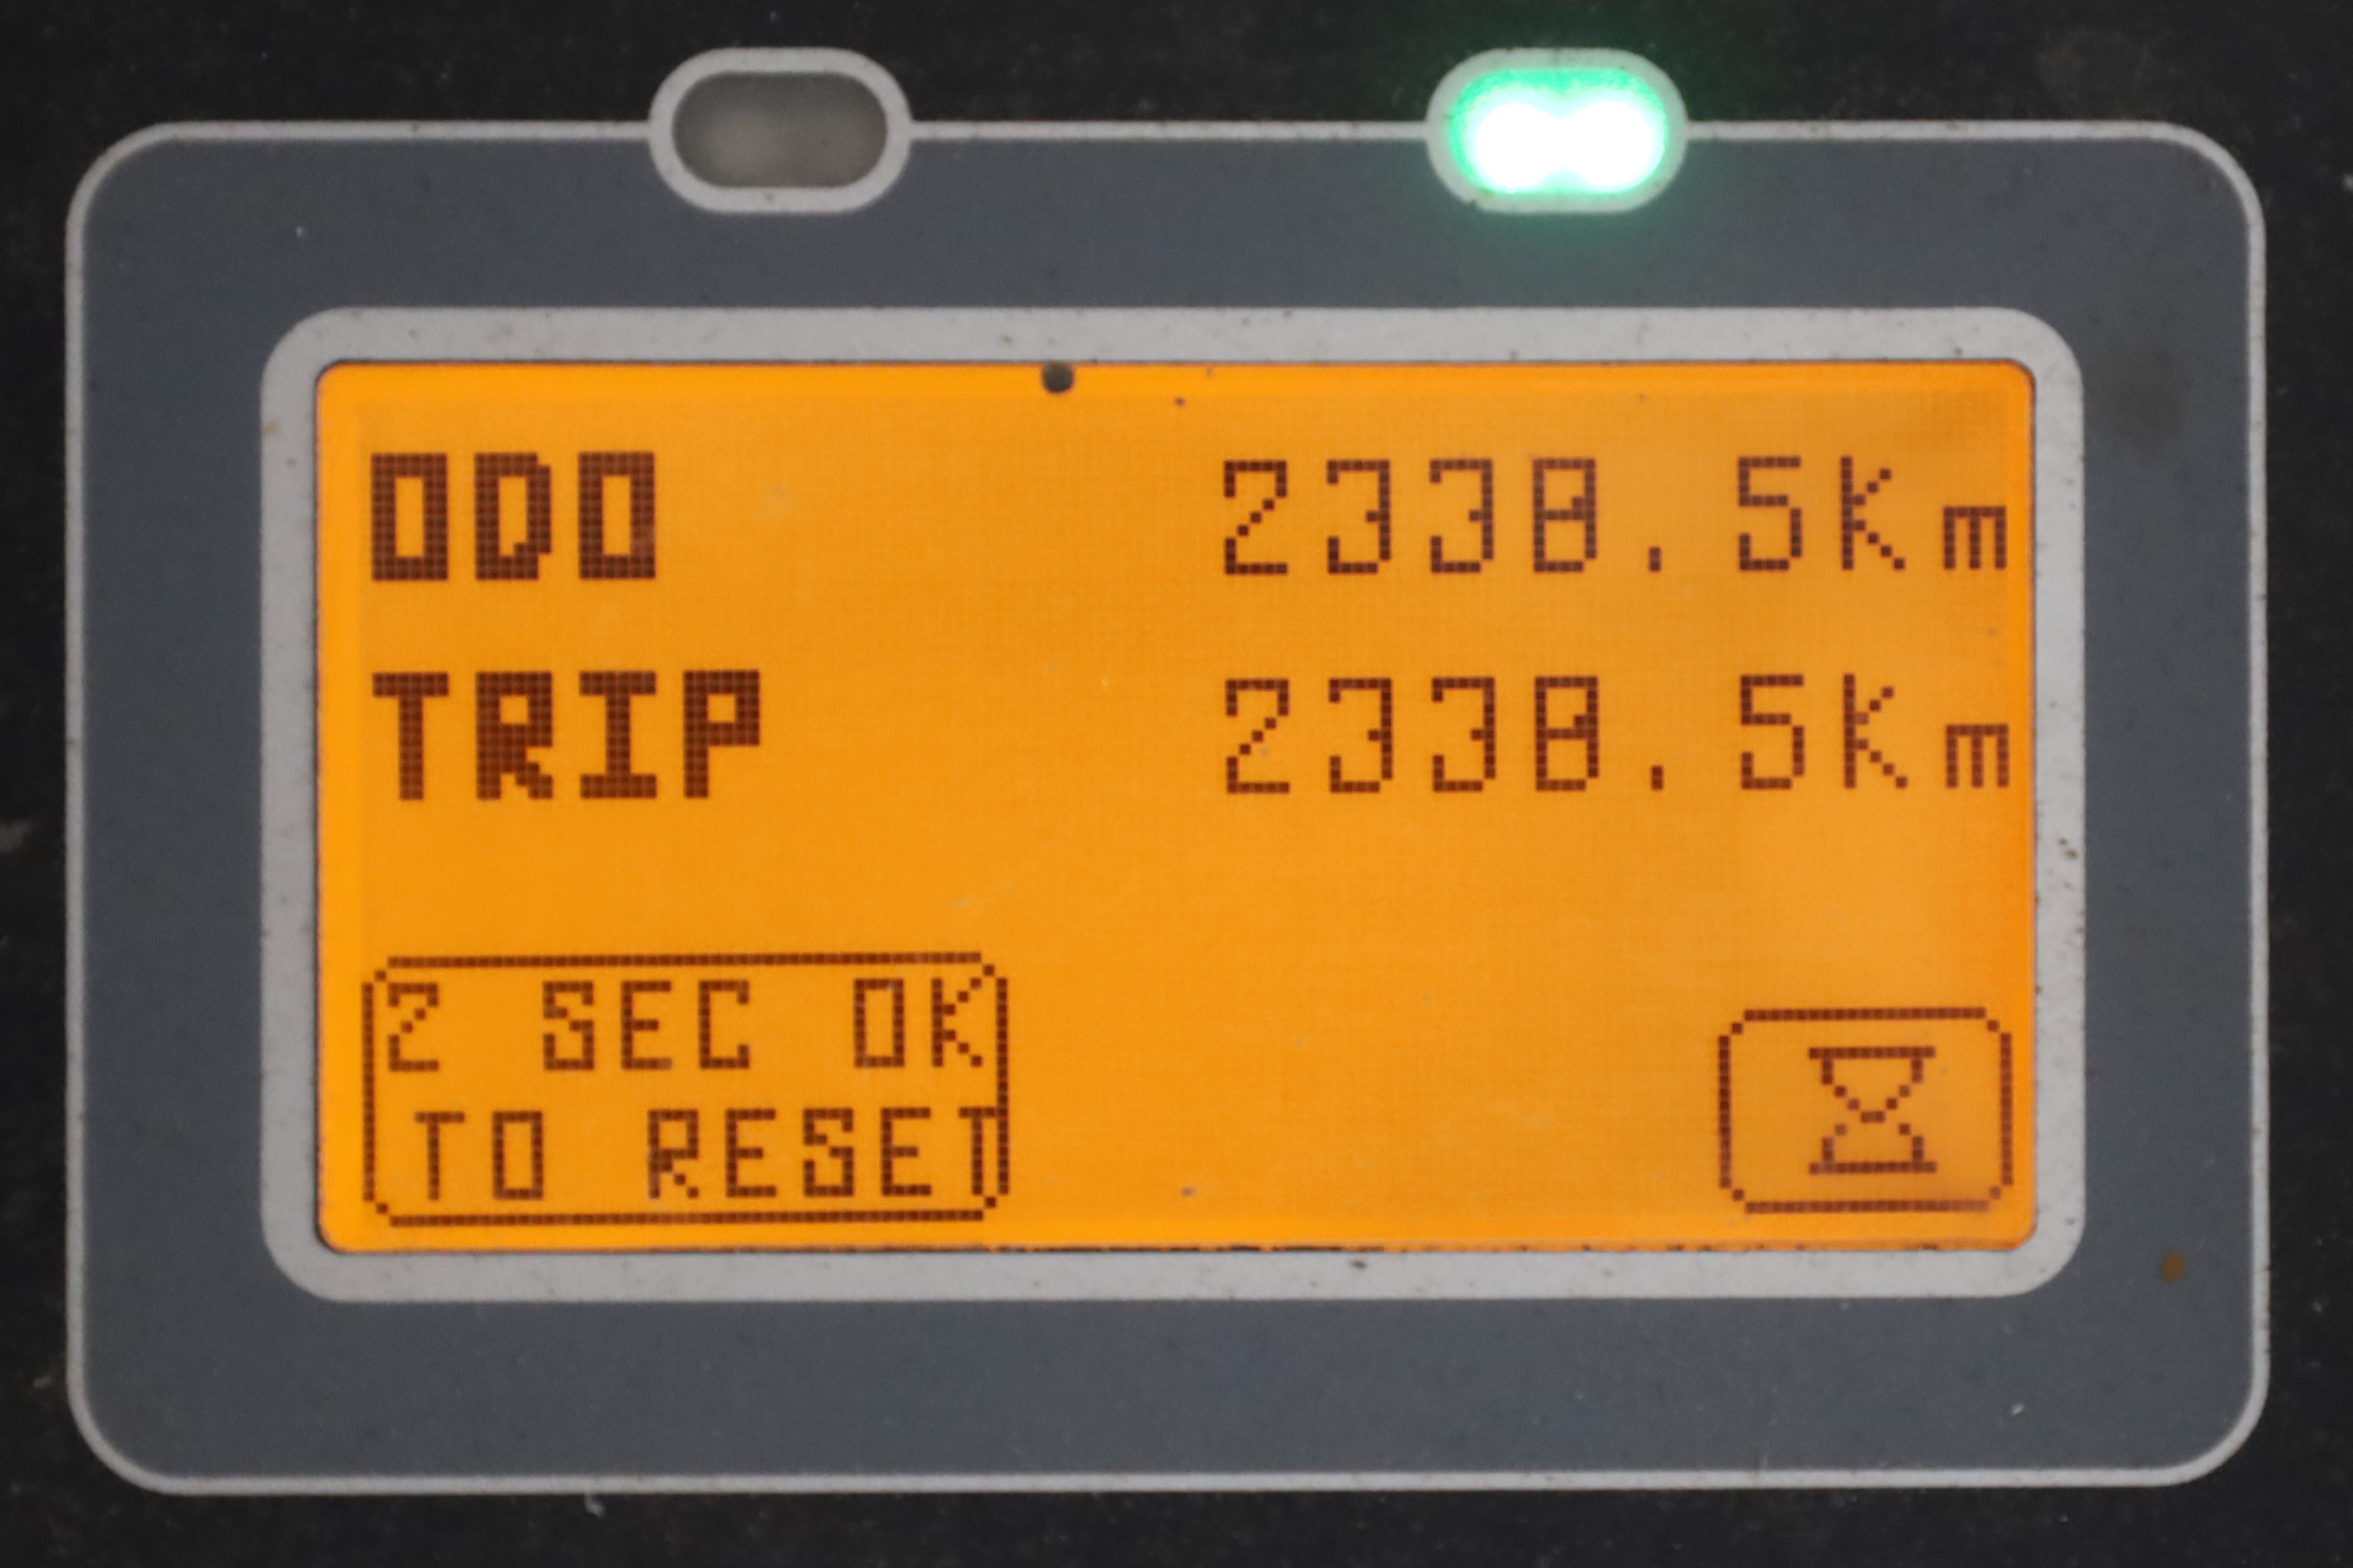 ODO 2338.5Km
TRIP 2338.5Km
2 SEC OK
TO RESET